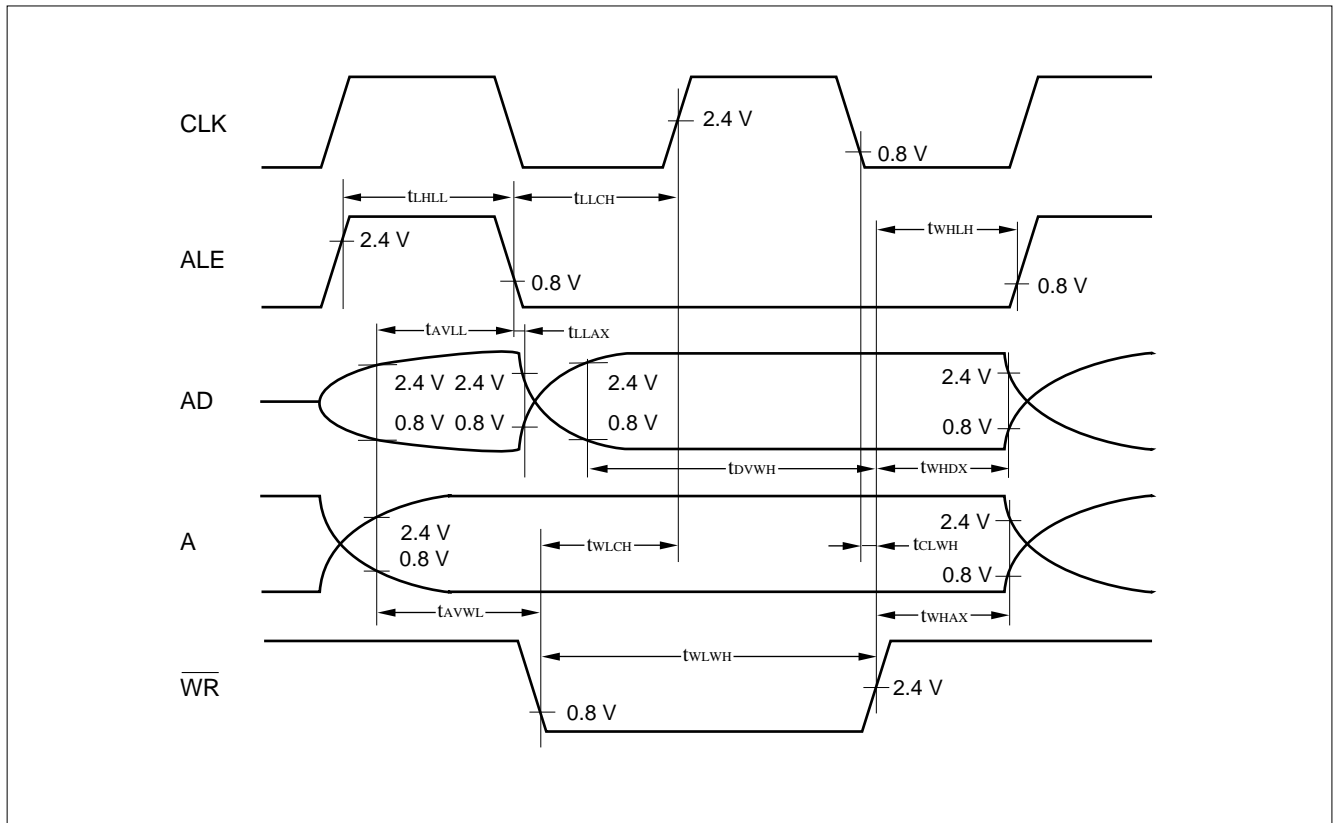 CLK
2.4 V
0.8 V
tLHLL
tLLCH
tWHLH
ALE
2.4 V
0.8 V
0.8 V
tAVLL
tLLAX
AD
2.4 V 2.4 V 2.4 V 2.4 V
0.8 V 0.8 V 0.8 V 0.8 V
tDVWH
tWHDX
A
2.4 V 2.4 V
0.8 V 0.8 V
tWLCH
tCLWH
tAVWL
tWHAX
tWLWH
WR
2.4 V
0.8 V